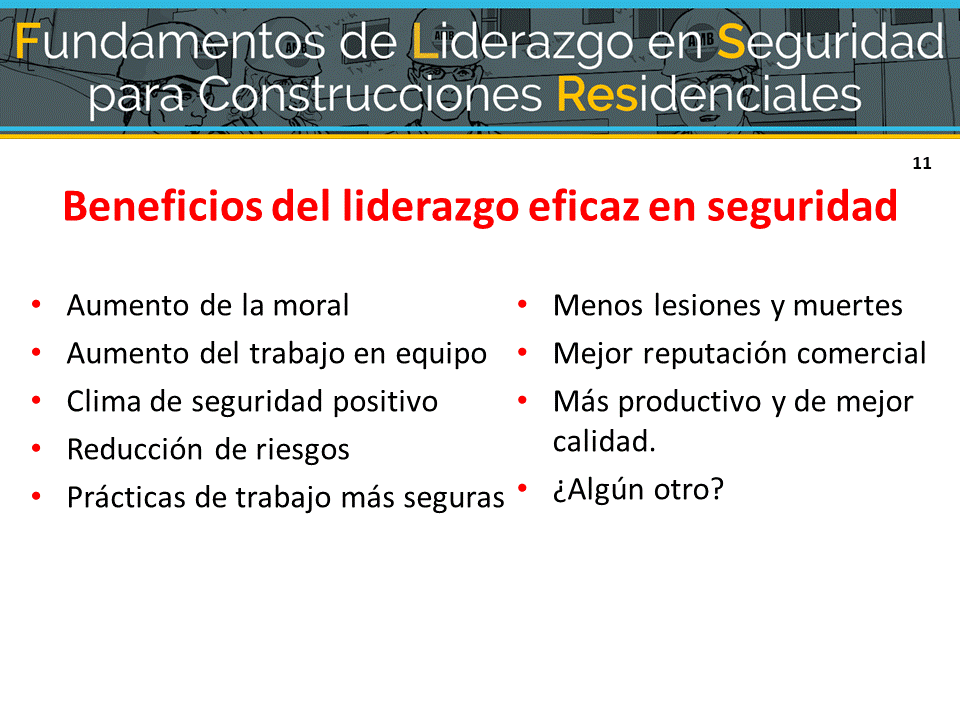 Fundamentos de Liderazgo en Seguridad
para Construcciones Residenciales
11
Beneficios del liderazgo eficaz en seguridad
• Aumento de la moral
• Aumento del trabajo en equipo
• Clima de seguridad positivo
• Reducción de riesgos
• Prácticas de trabajo más seguras
• Menos lesiones y muertes
• Mejor reputación comercial
• Más productivo y de mejor
calidad.
• ¿Algún otro?